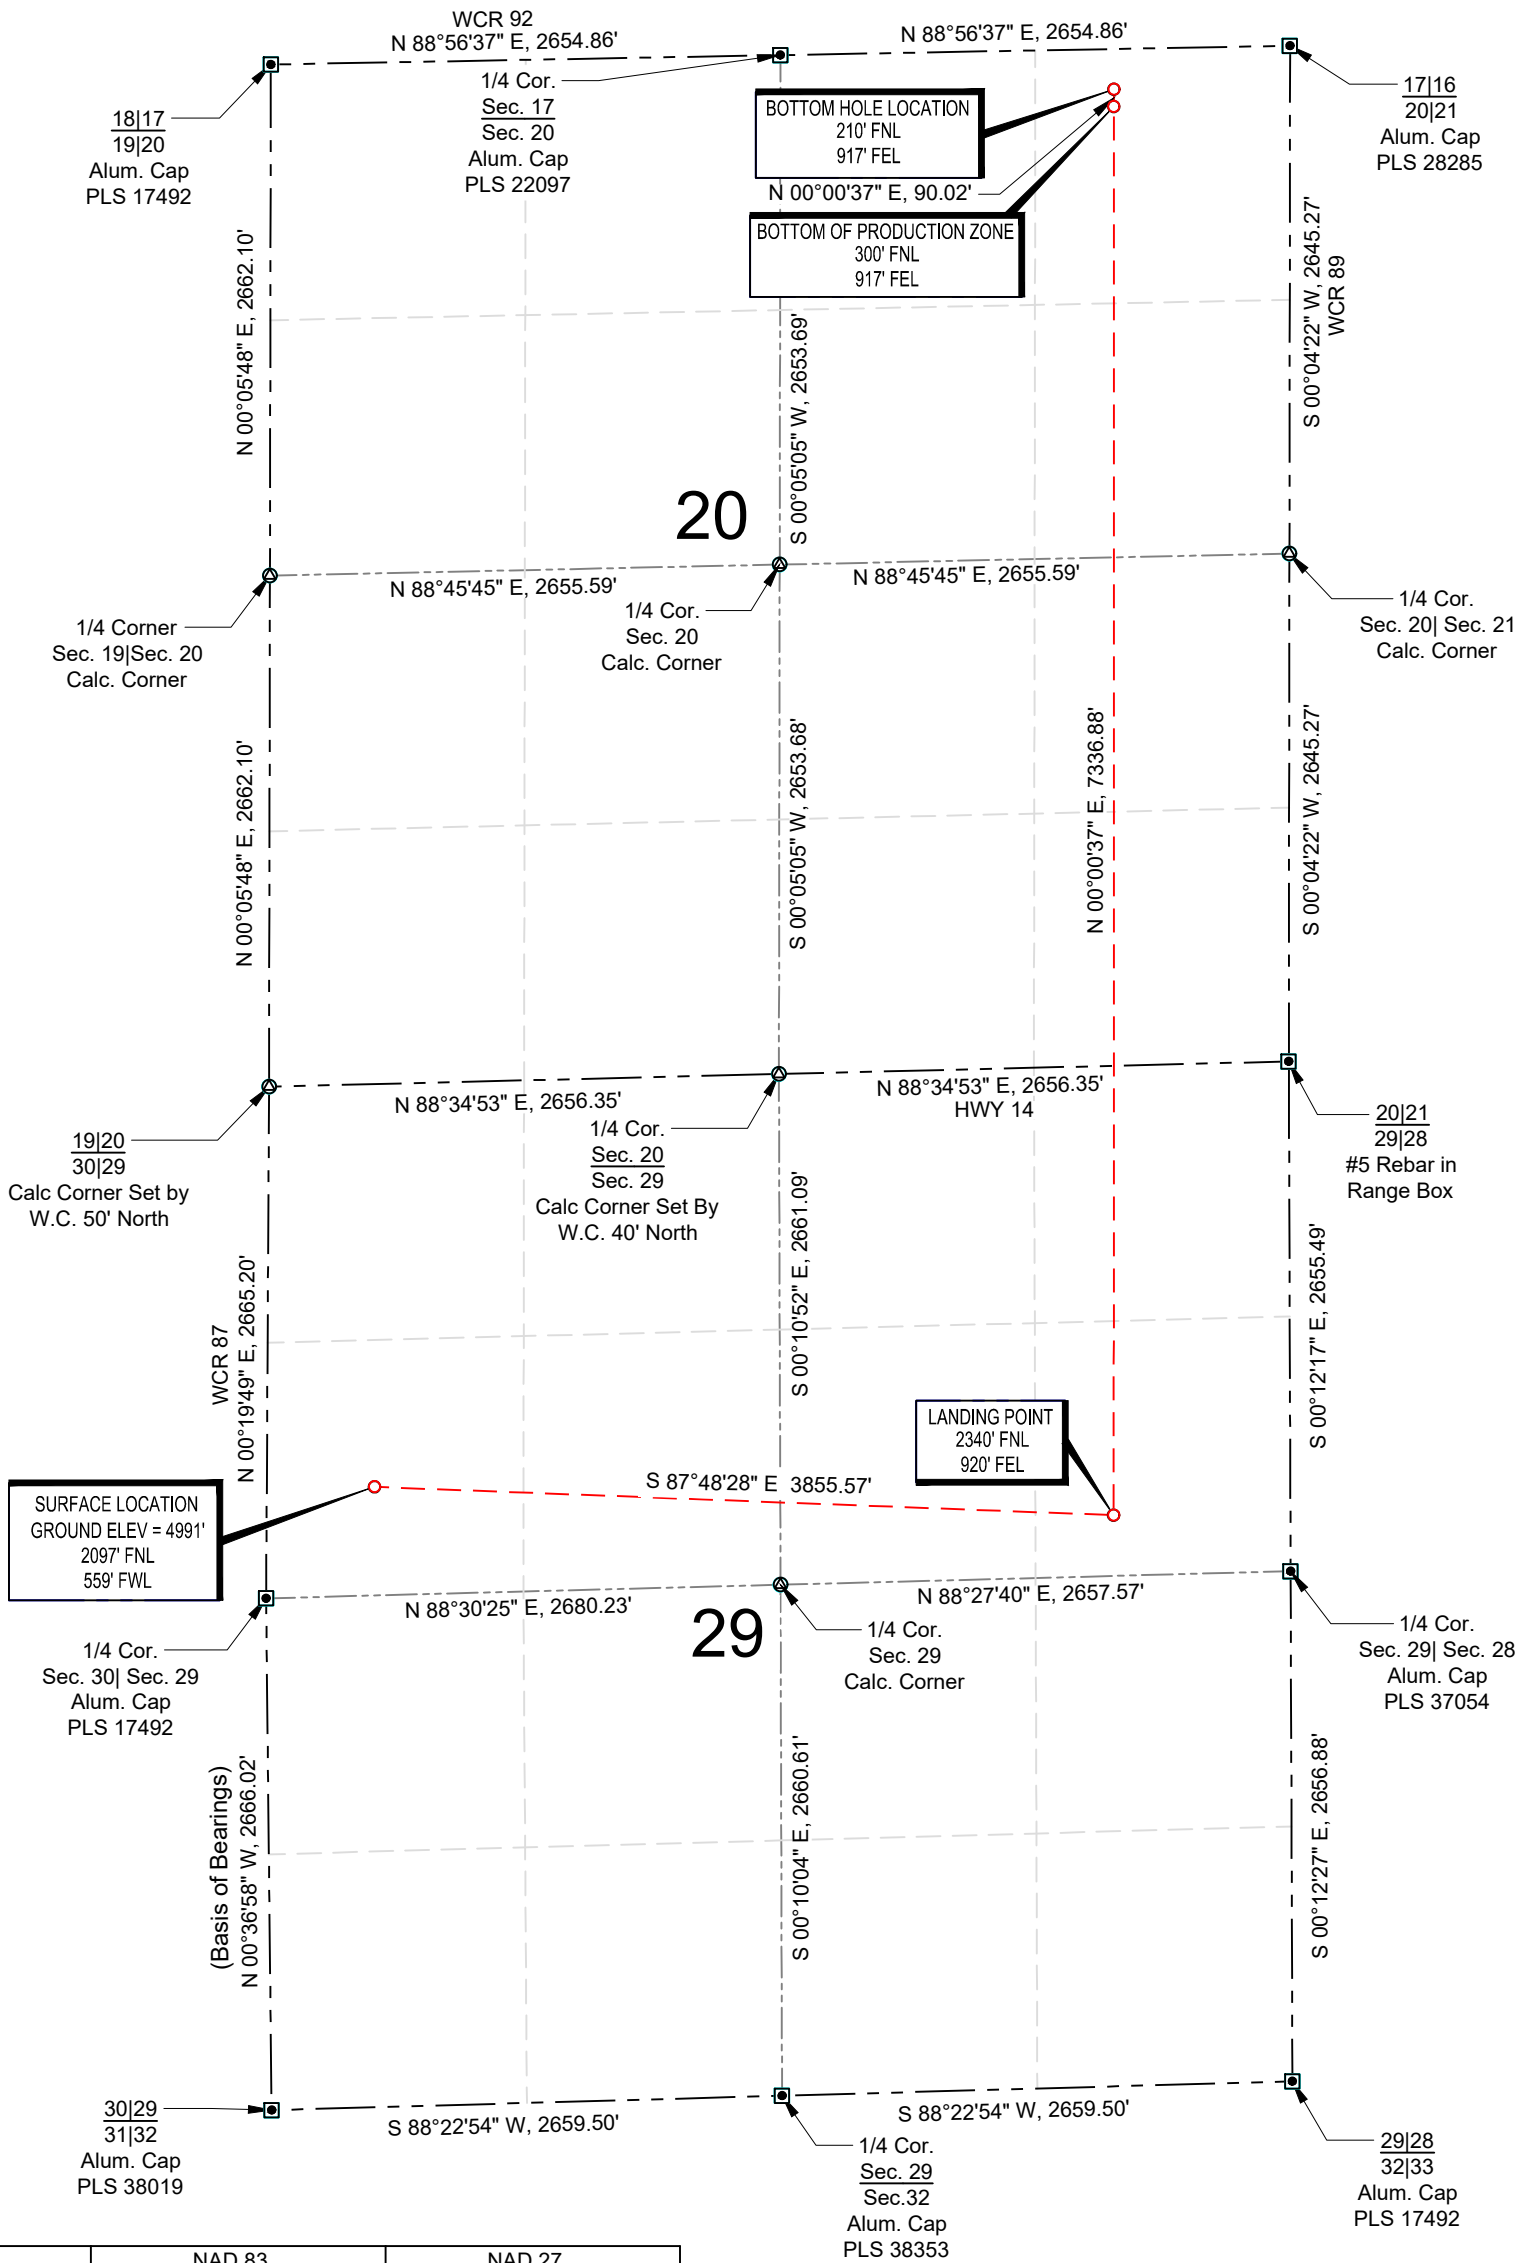 WCR 92
N 88°56'37" E, 2654.86'
N 88°56'37" E, 2654.86'
18|17
19|20
Alum. Cap
PLS 17492
1/4 Cor.
Sec. 17
Sec. 20
Alum. Cap
PLS 22097
BOTTOM HOLE LOCATION
210' FNL
917' FEL
N 00°00'37" E, 90.02'
BOTTOM OF PRODUCTION ZONE
300' FNL
917' FEL
17|16
20|21
Alum. Cap
PLS 28285
N 00°05'48" E, 2662.10'
S 00°05'05" W, 2653.69'
S 00°04'22" W, 2645.27'
WCR 89
20
N 88°45'45" E, 2655.59'
N 88°45'45" E, 2655.59'
1/4 Corner
Sec. 19|Sec. 20
Calc. Corner
1/4 Cor.
Sec. 20
Calc. Corner
1/4 Cor.
Sec. 20| Sec. 21
Calc. Corner
N 00°05'48" E, 2662.10'
S 00°05'05" W, 2653.68'
N 00°00'37" E, 7336.88'
S 00°04'22" W, 2645.27'
N 88°34'53" E, 2656.35'
N 88°34'53" E, 2656.35'
HWY 14
19|20
30|29
Calc Corner Set by
W.C. 50' North
1/4 Cor.
Sec. 20
Sec. 29
Calc Corner Set By
W.C. 40' North
20|21
29|28
#5 Rebar in
Range Box
WCR 87
N 00°19'49" E, 2665.20'
S 00°10'52" E, 2661.09'
S 00°12'17" E, 2655.49'
LANDING POINT
2340' FNL
920' FEL
S 87°48'28" E 3855.57'
SURFACE LOCATION
GROUND ELEV = 4991'
2097' FNL
559' FWL
N 88°30'25" E, 2680.23'
N 88°27'40" E, 2657.57'
29
1/4 Cor.
Sec. 30| Sec. 29
Alum. Cap
PLS 17492
1/4 Cor.
Sec. 29
Calc. Corner
1/4 Cor.
Sec. 29| Sec. 28
Alum. Cap
PLS 37054
(Basis of Bearings)
N 00°36'58" W, 2666.02'
S 00°10'04" E, 2660.61'
S 00°12'27" E, 2656.88'
S 88°22'54" W, 2659.50'
S 88°22'54" W, 2659.50'
30|29
31|32
Alum. Cap
PLS 38019
1/4 Cor.
Sec. 29
Sec.32
Alum. Cap
PLS 38353
29|28
32|33
Alum. Cap
PLS 17492
NAD 83
NAD 27